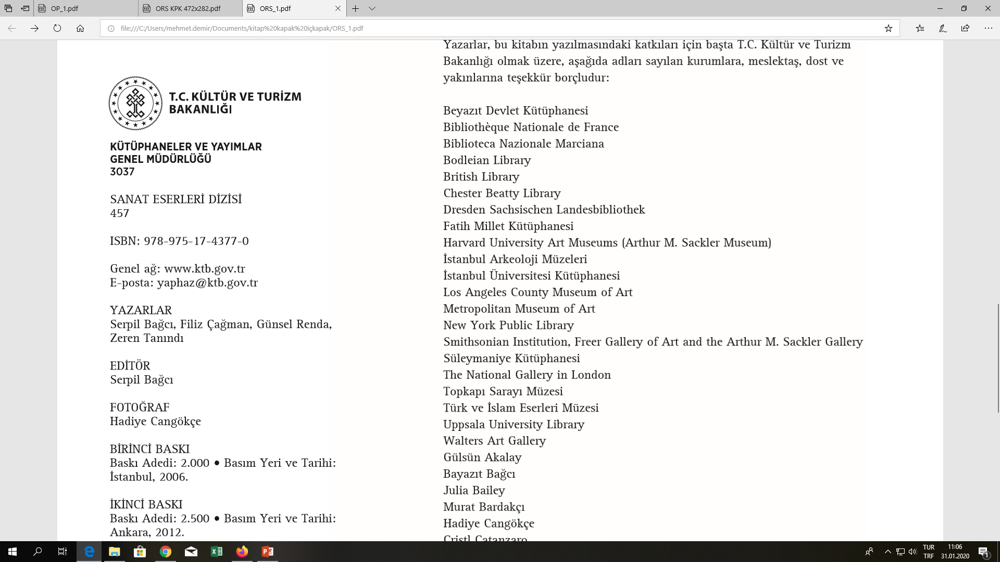 OP_1.pdf
ORS KPK 472x282.pdf
ORS_1.pdf
file:///C:/Users/mehmet.demir/Documents/kitap%20kapak%20içkapak/ORS_1.pdf
T.C. KÜLTÜR VE TURİZM
BAKANLIĞI
KÜTÜPHANELER VE YAYIMLAR
GENEL MÜDÜRLÜĞÜ
3037
SANAT ESERLERİ DİZİSİ
457
ISBN: 978-975-17-4377-0
Genel ağ: www.ktb.gov.tr
E-posta: yaphaz@ktb.gov.tr
YAZARLAR
Serpil Bağcı, Filiz Çağman, Günsel Renda,
Zeren Tanındı
EDİTÖR
Serpil Bağcı
FOTOĞRAF
Hadiye Cangökçe
BİRİNCİ BASKI
Baskı Adedi: 2.000 • Basım Yeri ve Tarihi:
İstanbul, 2006.
İKİNCİ BASKI
Baskı Adedi: 2.500 • Basım Yeri ve Tarihi:
Ankara, 2012.
Yazarlar, bu kitabın yazılmasındaki katkıları için başta T.C. Kültür ve Turizm
Bakanlığı olmak üzere, aşağıda adları sayılan kurumlara, meslektaş, dost ve
yakınlarına teşekkür borçludur:
Beyazıt Devlet Kütüphanesi
Bibliothèque Nationale de France
Biblioteca Nazionale Marciana
Bodleian Library
British Library
Chester Beatty Library
Dresden Sachsischen Landesbibliothek
Fatih Millet Kütüphanesi
Harvard University Art Museums (Arthur M. Sackler Museum)
İstanbul Arkeoloji Müzeleri
İstanbul Üniversitesi Kütüphanesi
Los Angeles County Museum of Art
Metropolitan Museum of Art
New York Public Library
Smithsonian Institution, Freer Gallery of Art and the Arthur M. Sackler Gallery
Süleymaniye Kütüphanesi
The National Gallery in London
Topkapı Sarayı Müzesi
Türk ve İslam Eserleri Müzesi
Uppsala University Library
Walters Art Gallery
Gülsün Akalay
Bayazıt Bağcı
Julia Bailey
Murat Bardakçı
Hadiye Cangökçe
Cristl Catanzaro
TUR
TRF
11:06
31.01.2020
1